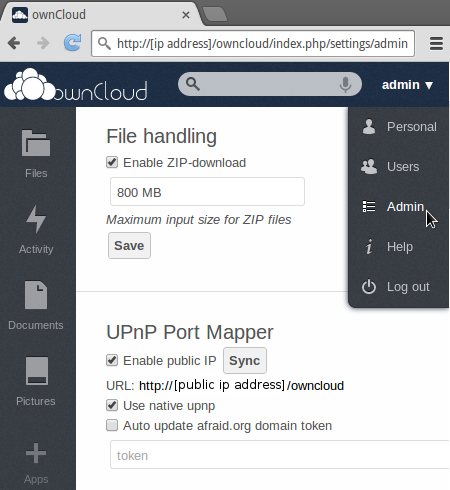 ownCloud
http://[ip address]/owncloud/index.php/settings/admin
ownCloud
admin ▼
Personal
Users
Admin
Help
Log out
Files
Activity
Documents
Pictures
Apps
File handling
Enable ZIP-download
800 MB
Maximum input size for ZIP files
Save
UPnP Port Mapper
Enable public IP Sync
URL: http://[public ip address]/owncloud
Use native upnp
Auto update afraid.org domain token
token